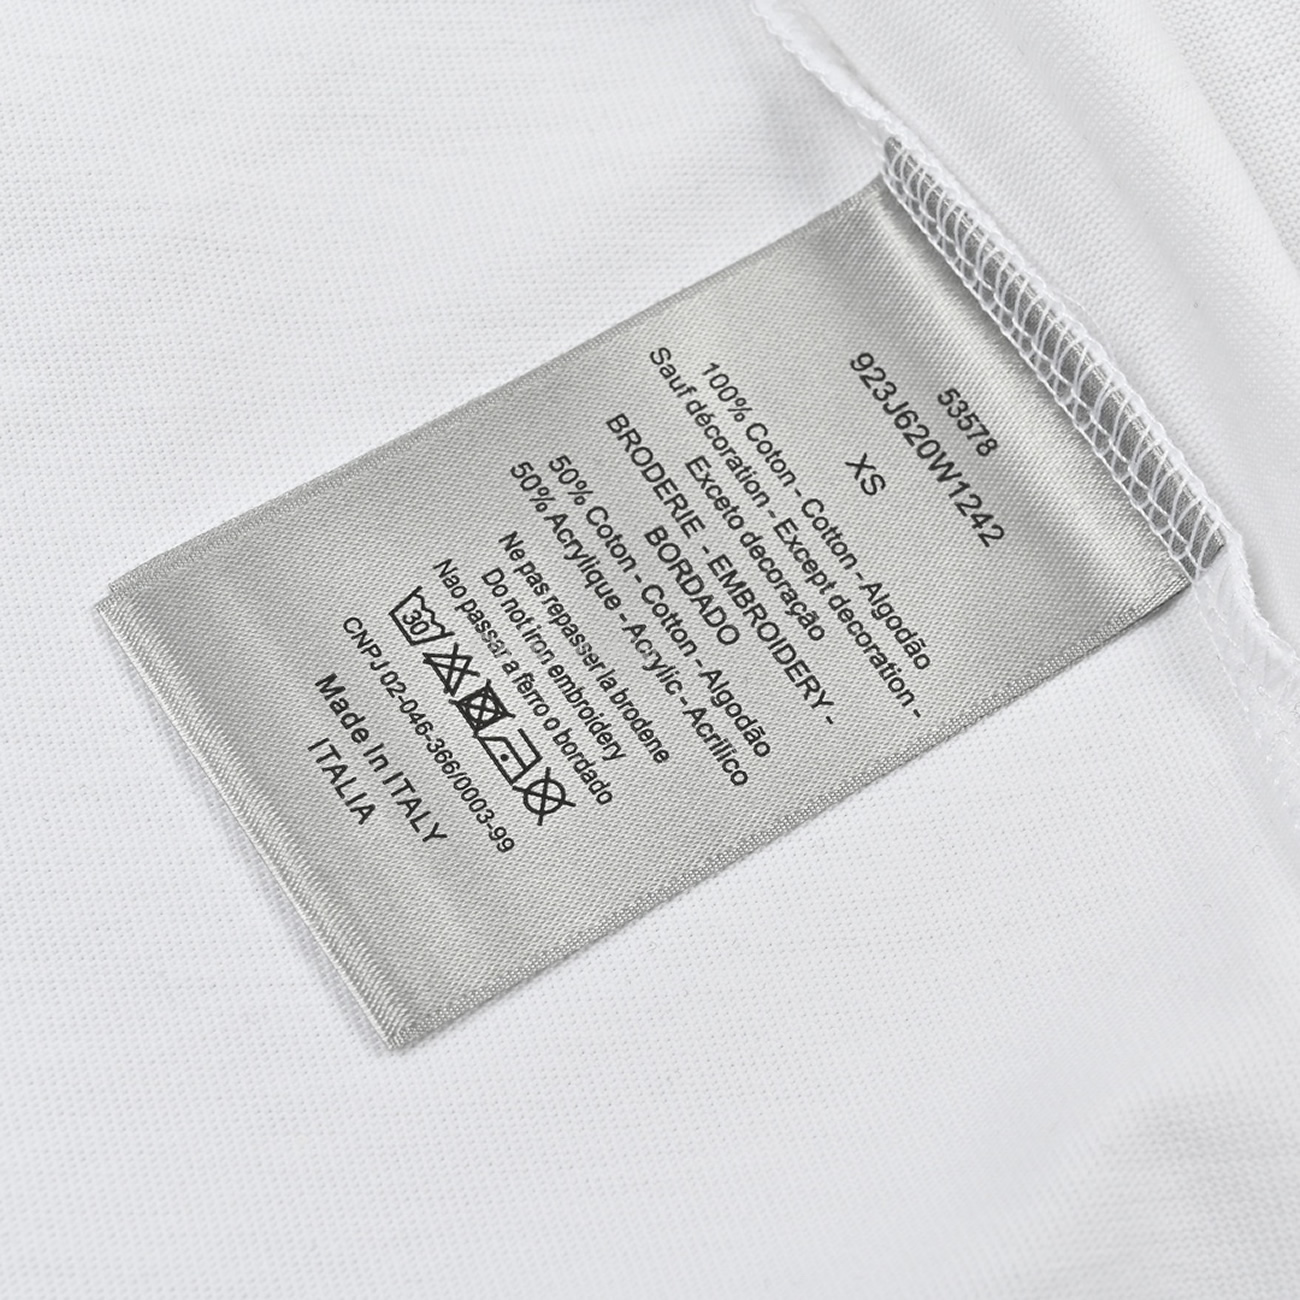 53578
923J620W1242
XS
100% Coton - Cotton - Algodão
Sauf décoration - Except decoration -
Exceto decoração
BRODERIE - EMBROIDERY -
BORDADO
50% Coton - Cotton - Algodão
50% Acrylique - Acrylic - Acrilico
Ne pas repasser la brodene
Do not iron embroidery
Nao passar a ferro o bordado
30
CNPJ 02-046-366/0003-99
Made In ITALY
ITALIA